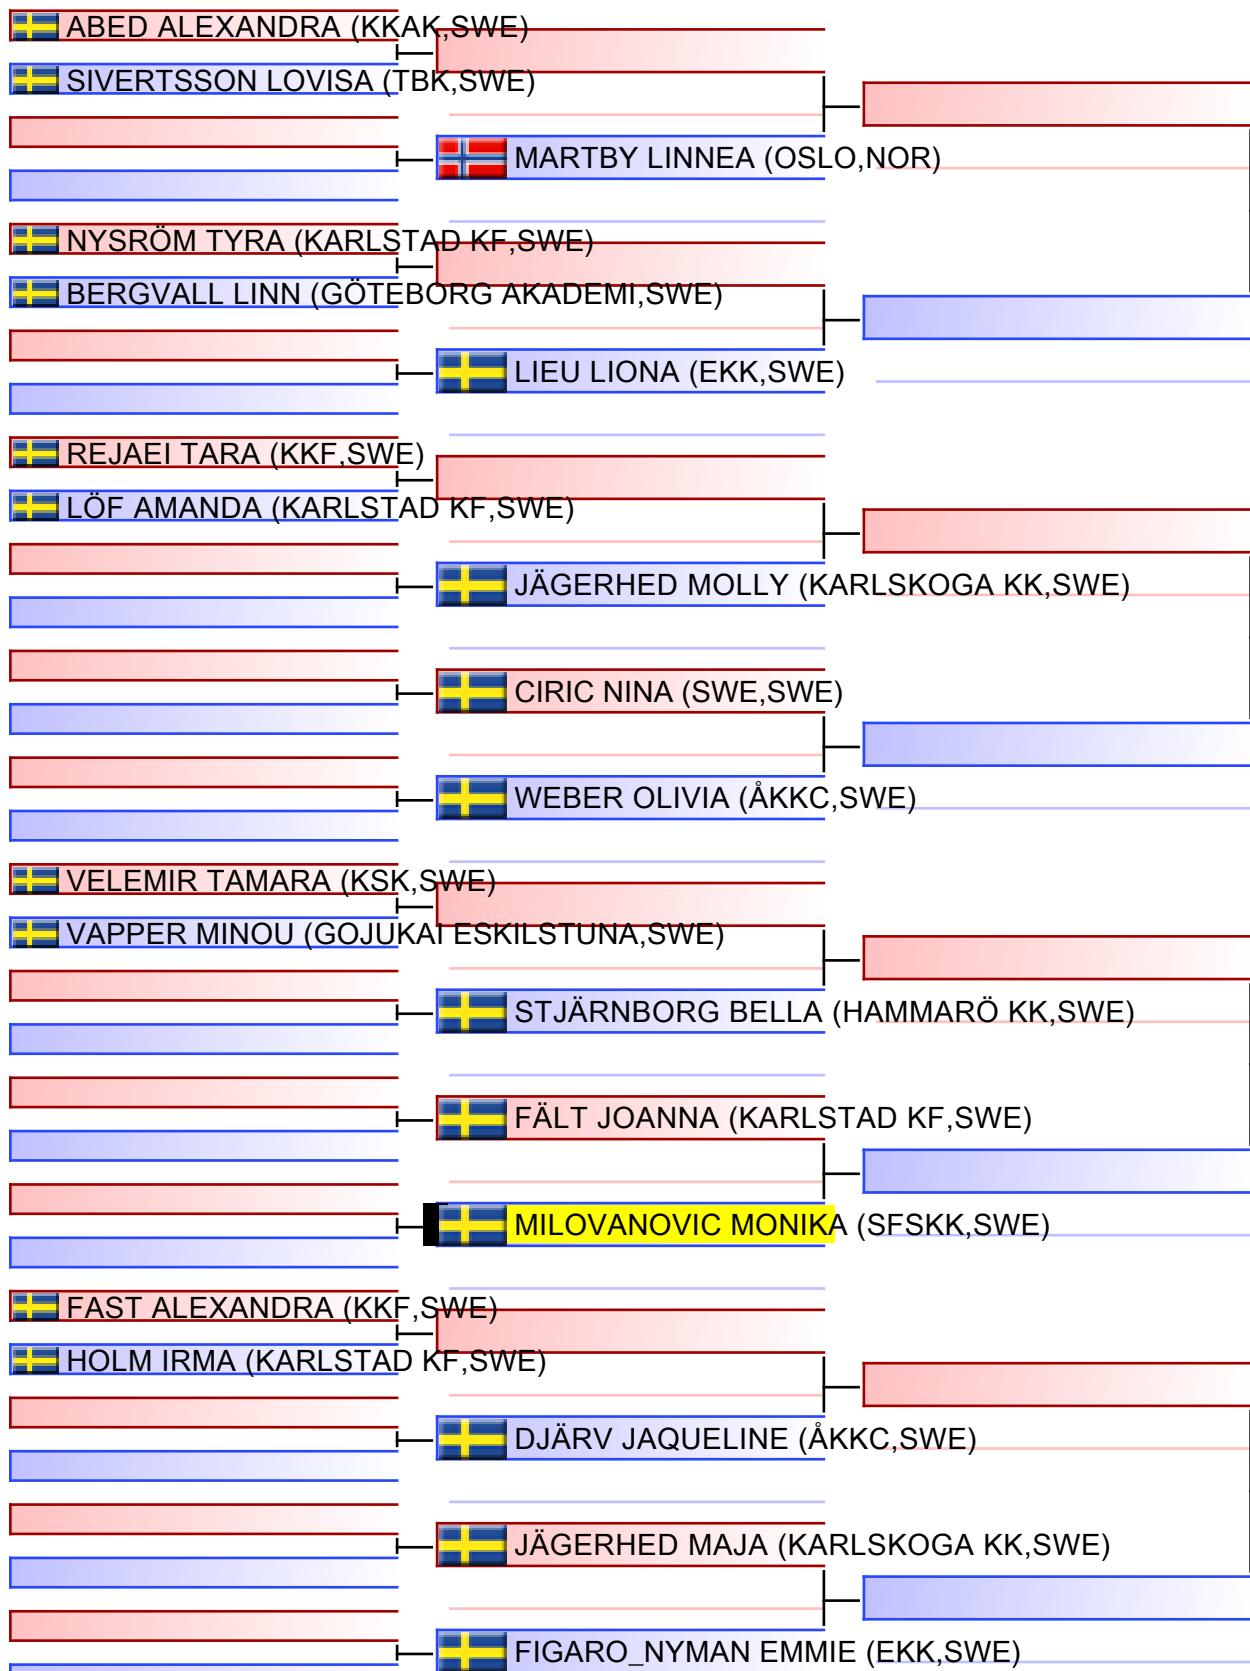 ABED ALEXANDRA (KKAK,SWE)
SIVERTSSON LOVISA (TBK,SWE)
MARTBY LINNEA (OSLO,NOR)
NYSRÖM TYRA (KARLSTAD KF,SWE)
BERGVALL LINN (GÖTEBORG AKADEMI,SWE)
LIEU LIONA (EKK,SWE)
REJAEI TARA (KKF,SWE)
LÖF AMANDA (KARLSTAD KF,SWE)
JÄGERHED MOLLY (KARLSKOGA KK,SWE)
CIRIC NINA (SWE,SWE)
WEBER OLIVIA (ÅKKC,SWE)
VELEMIR TAMARA (KSK,SWE)
VAPPER MINOU (GOJUKAI ESKILSTUNA,SWE)
STJÄRNBORG BELLA (HAMMARÖ KK,SWE)
FÄLT JOANNA (KARLSTAD KF,SWE)
MILOVANOVIC MONIKA (SFSKK,SWE)
FAST ALEXANDRA (KKF,SWE)
HOLM IRMA (KARLSTAD KF,SWE)
DJÄRV JAQUELINE (ÅKKC,SWE)
JÄGERHED MAJA (KARLSKOGA KK,SWE)
FIGARO_NYMAN EMMIE (EKK,SWE)